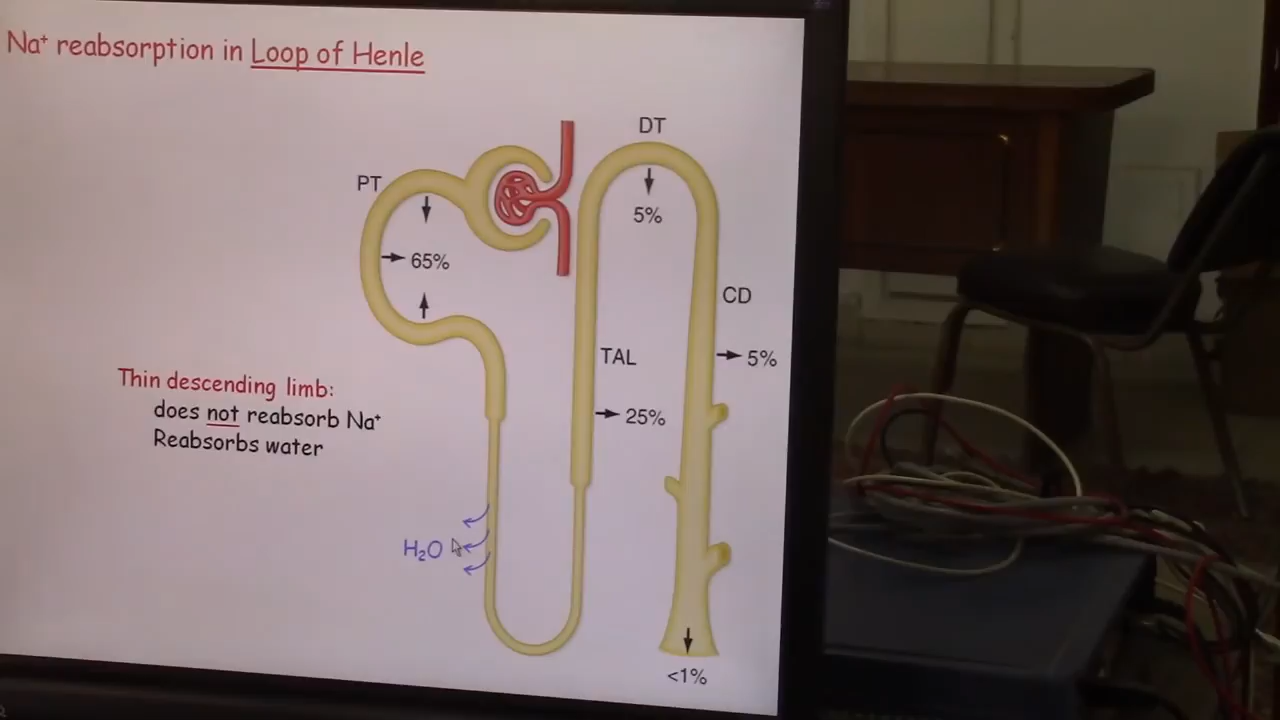 Na⁺ reabsorption in Loop of Henle
DT
PT
5%
65%
CD
TAL
5%
Thin descending limb:
does not reabsorb Na⁺
25%
Reabsorbs water
H₂O
<1%